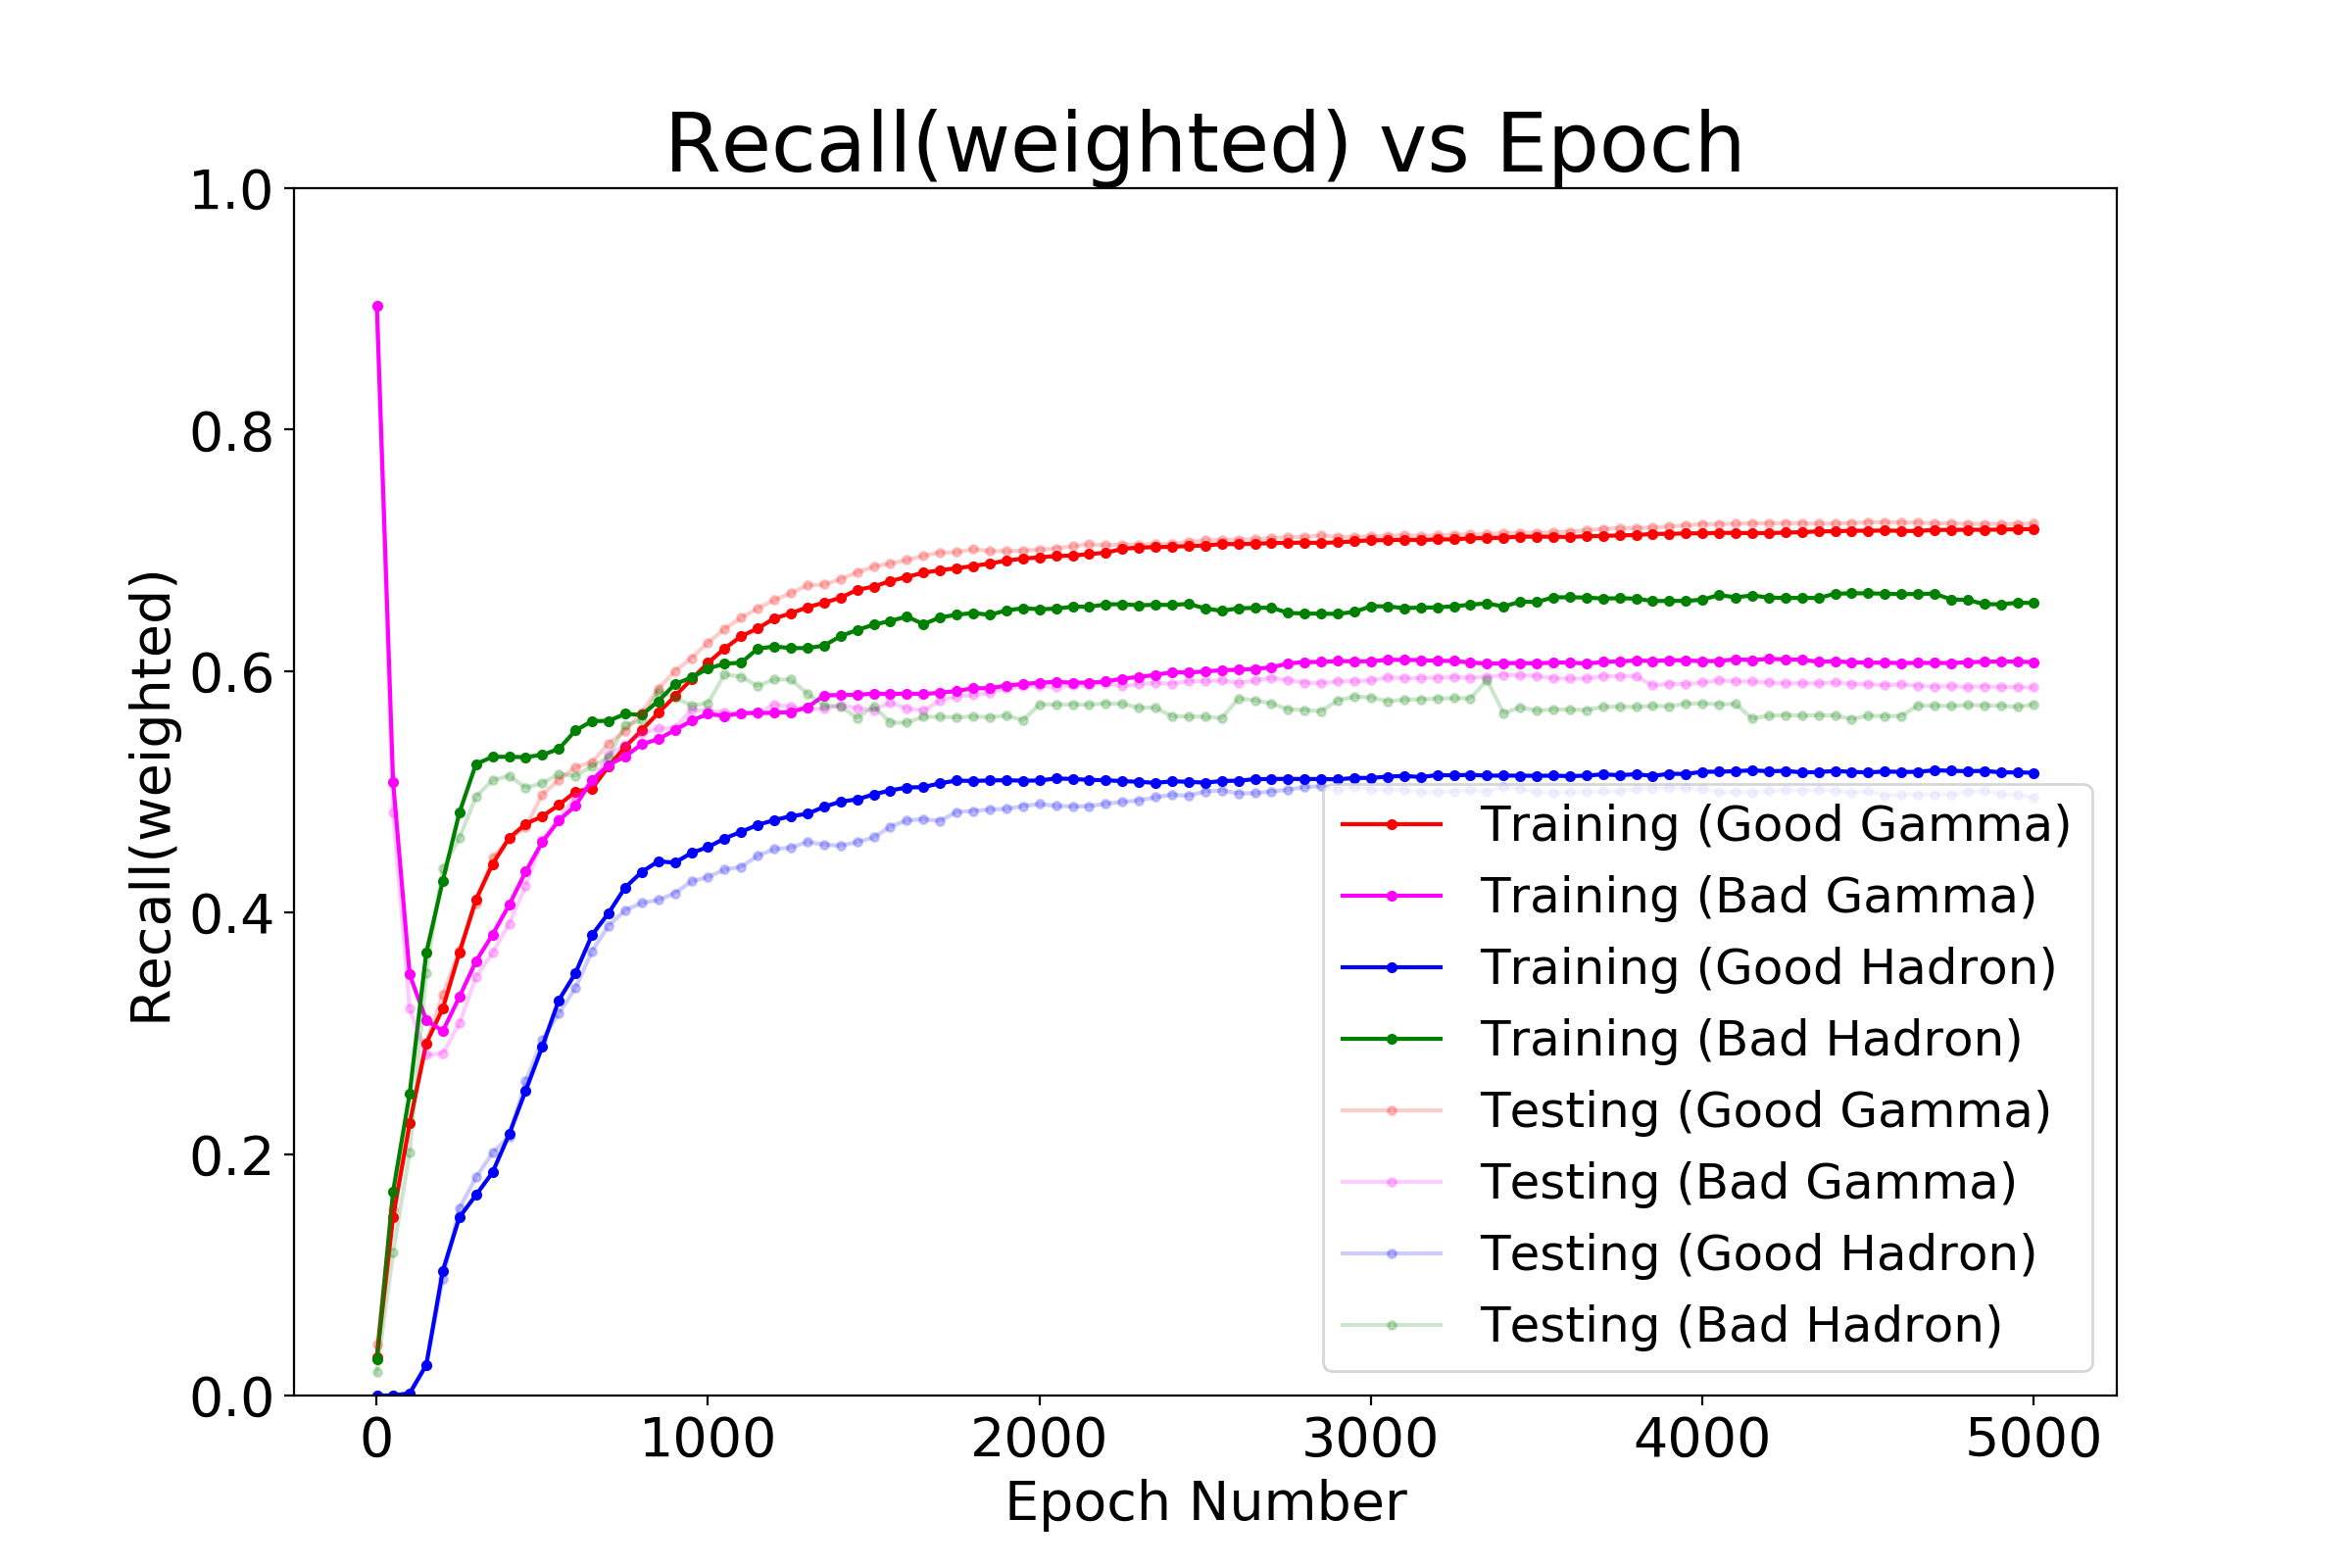 Recall(weighted) vs Epoch
1.0
0.8
0.6
0.4
0.2
0.0
Recall(weighted)
0 1000 2000 3000 4000 5000
Epoch Number
Training (Good Gamma)
Training (Bad Gamma)
Training (Good Hadron)
Training (Bad Hadron)
Testing (Good Gamma)
Testing (Bad Gamma)
Testing (Good Hadron)
Testing (Bad Hadron)